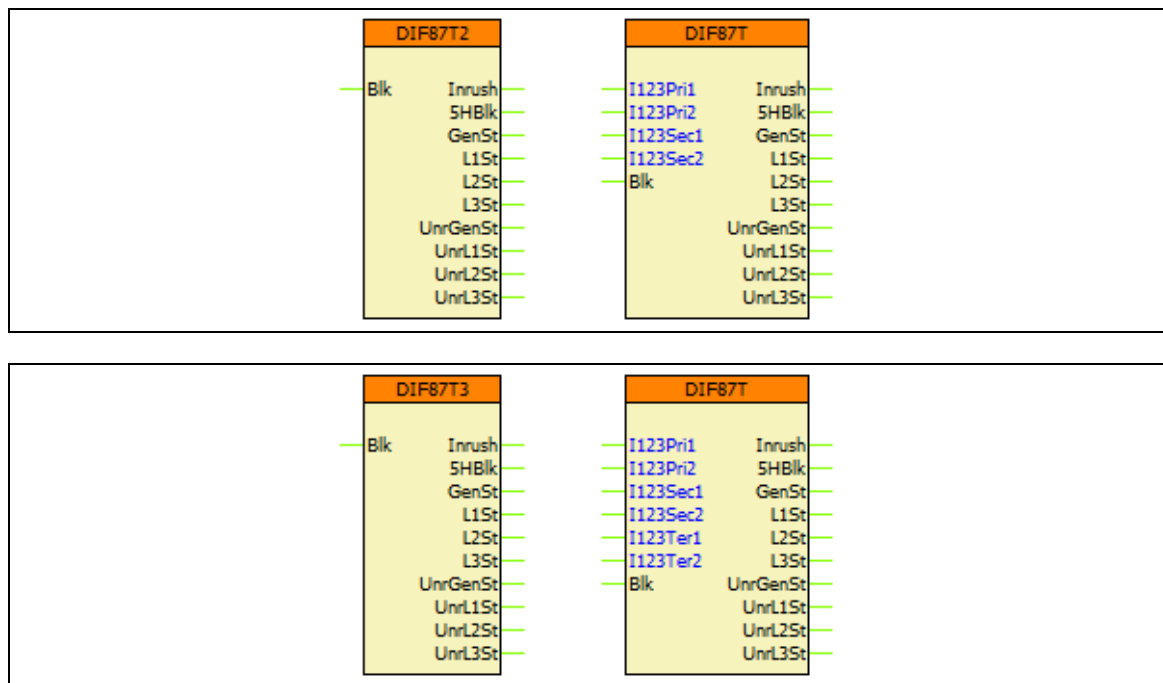 DIF87T2
Blk Inrush
5HBlk
GenSt
L1St
L2St
L3St
UnrGenSt
UnrL1St
UnrL2St
UnrL3St
DIF87T
I123Pri1 Inrush
I123Pri2 5HBlk
I123Sec1 GenSt
I123Sec2 L1St
Blk L2St
L3St
UnrGenSt
UnrL1St
UnrL2St
UnrL3St
DIF87T3
Blk Inrush
5HBlk
GenSt
L1St
L2St
L3St
UnrGenSt
UnrL1St
UnrL2St
UnrL3St
DIF87T
I123Pri1 Inrush
I123Pri2 5HBlk
I123Sec1 GenSt
I123Sec2 L1St
I123Ter1 L2St
I123Ter2 L3St
Blk UnrGenSt
UnrL1St
UnrL2St
UnrL3St